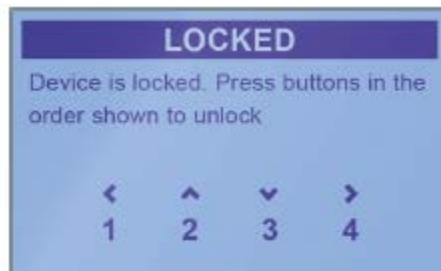 LOCKED
Device is locked. Press buttons in the
order shown to unlock
1 2 3 4